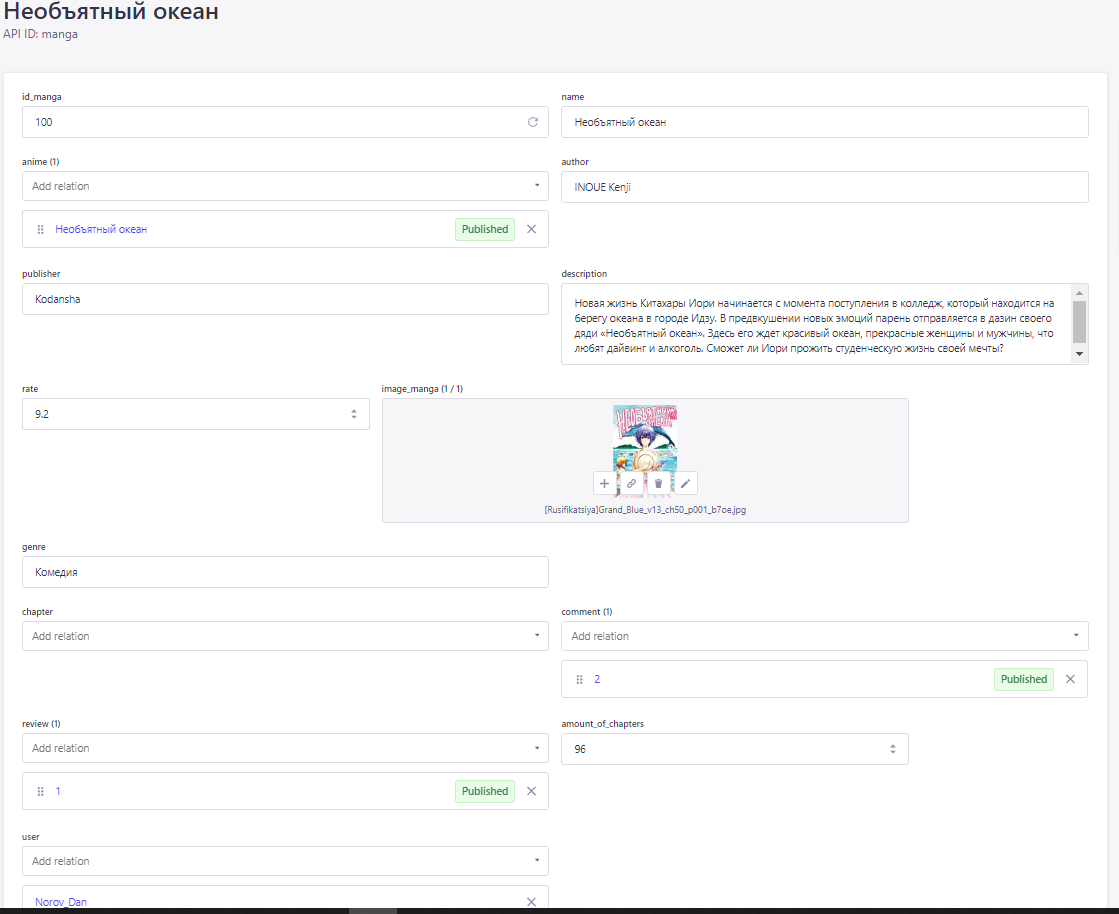 Необъятный океан
API ID: manga
id_manga
name
100
Необъятный океан
anime (1)
author
Add relation
INOUE Kenji
Необъятный океан
Published
publisher
description
Kodansha
Новая жизнь Китахары Иори начинается с момента поступления в колледж, который находится на
берегу океана в городе Идзу. В предвкушении новых эмоций парень отправляется в дазин своего
дяди «Необъятный океан». Здесь его ждет красивый океан, прекрасные женщины и мужчины, что
любят дайвинг и алкоголь. Сможет ли Иори прожить студенческую жизнь своей мечты?
rate
image_manga (1 / 1)
9.2
НЕОБЪЯТНЫЙ
ОКЕАН
[Rusifikatsiya]Grand_Blue_v13_ch50_p001_b7oe.jpg
genre
Комедия
chapter
comment (1)
Add relation
Add relation
2
Published
review (1)
amount_of_chapters
Add relation
96
1
Published
user
Add relation
Norov_Dan